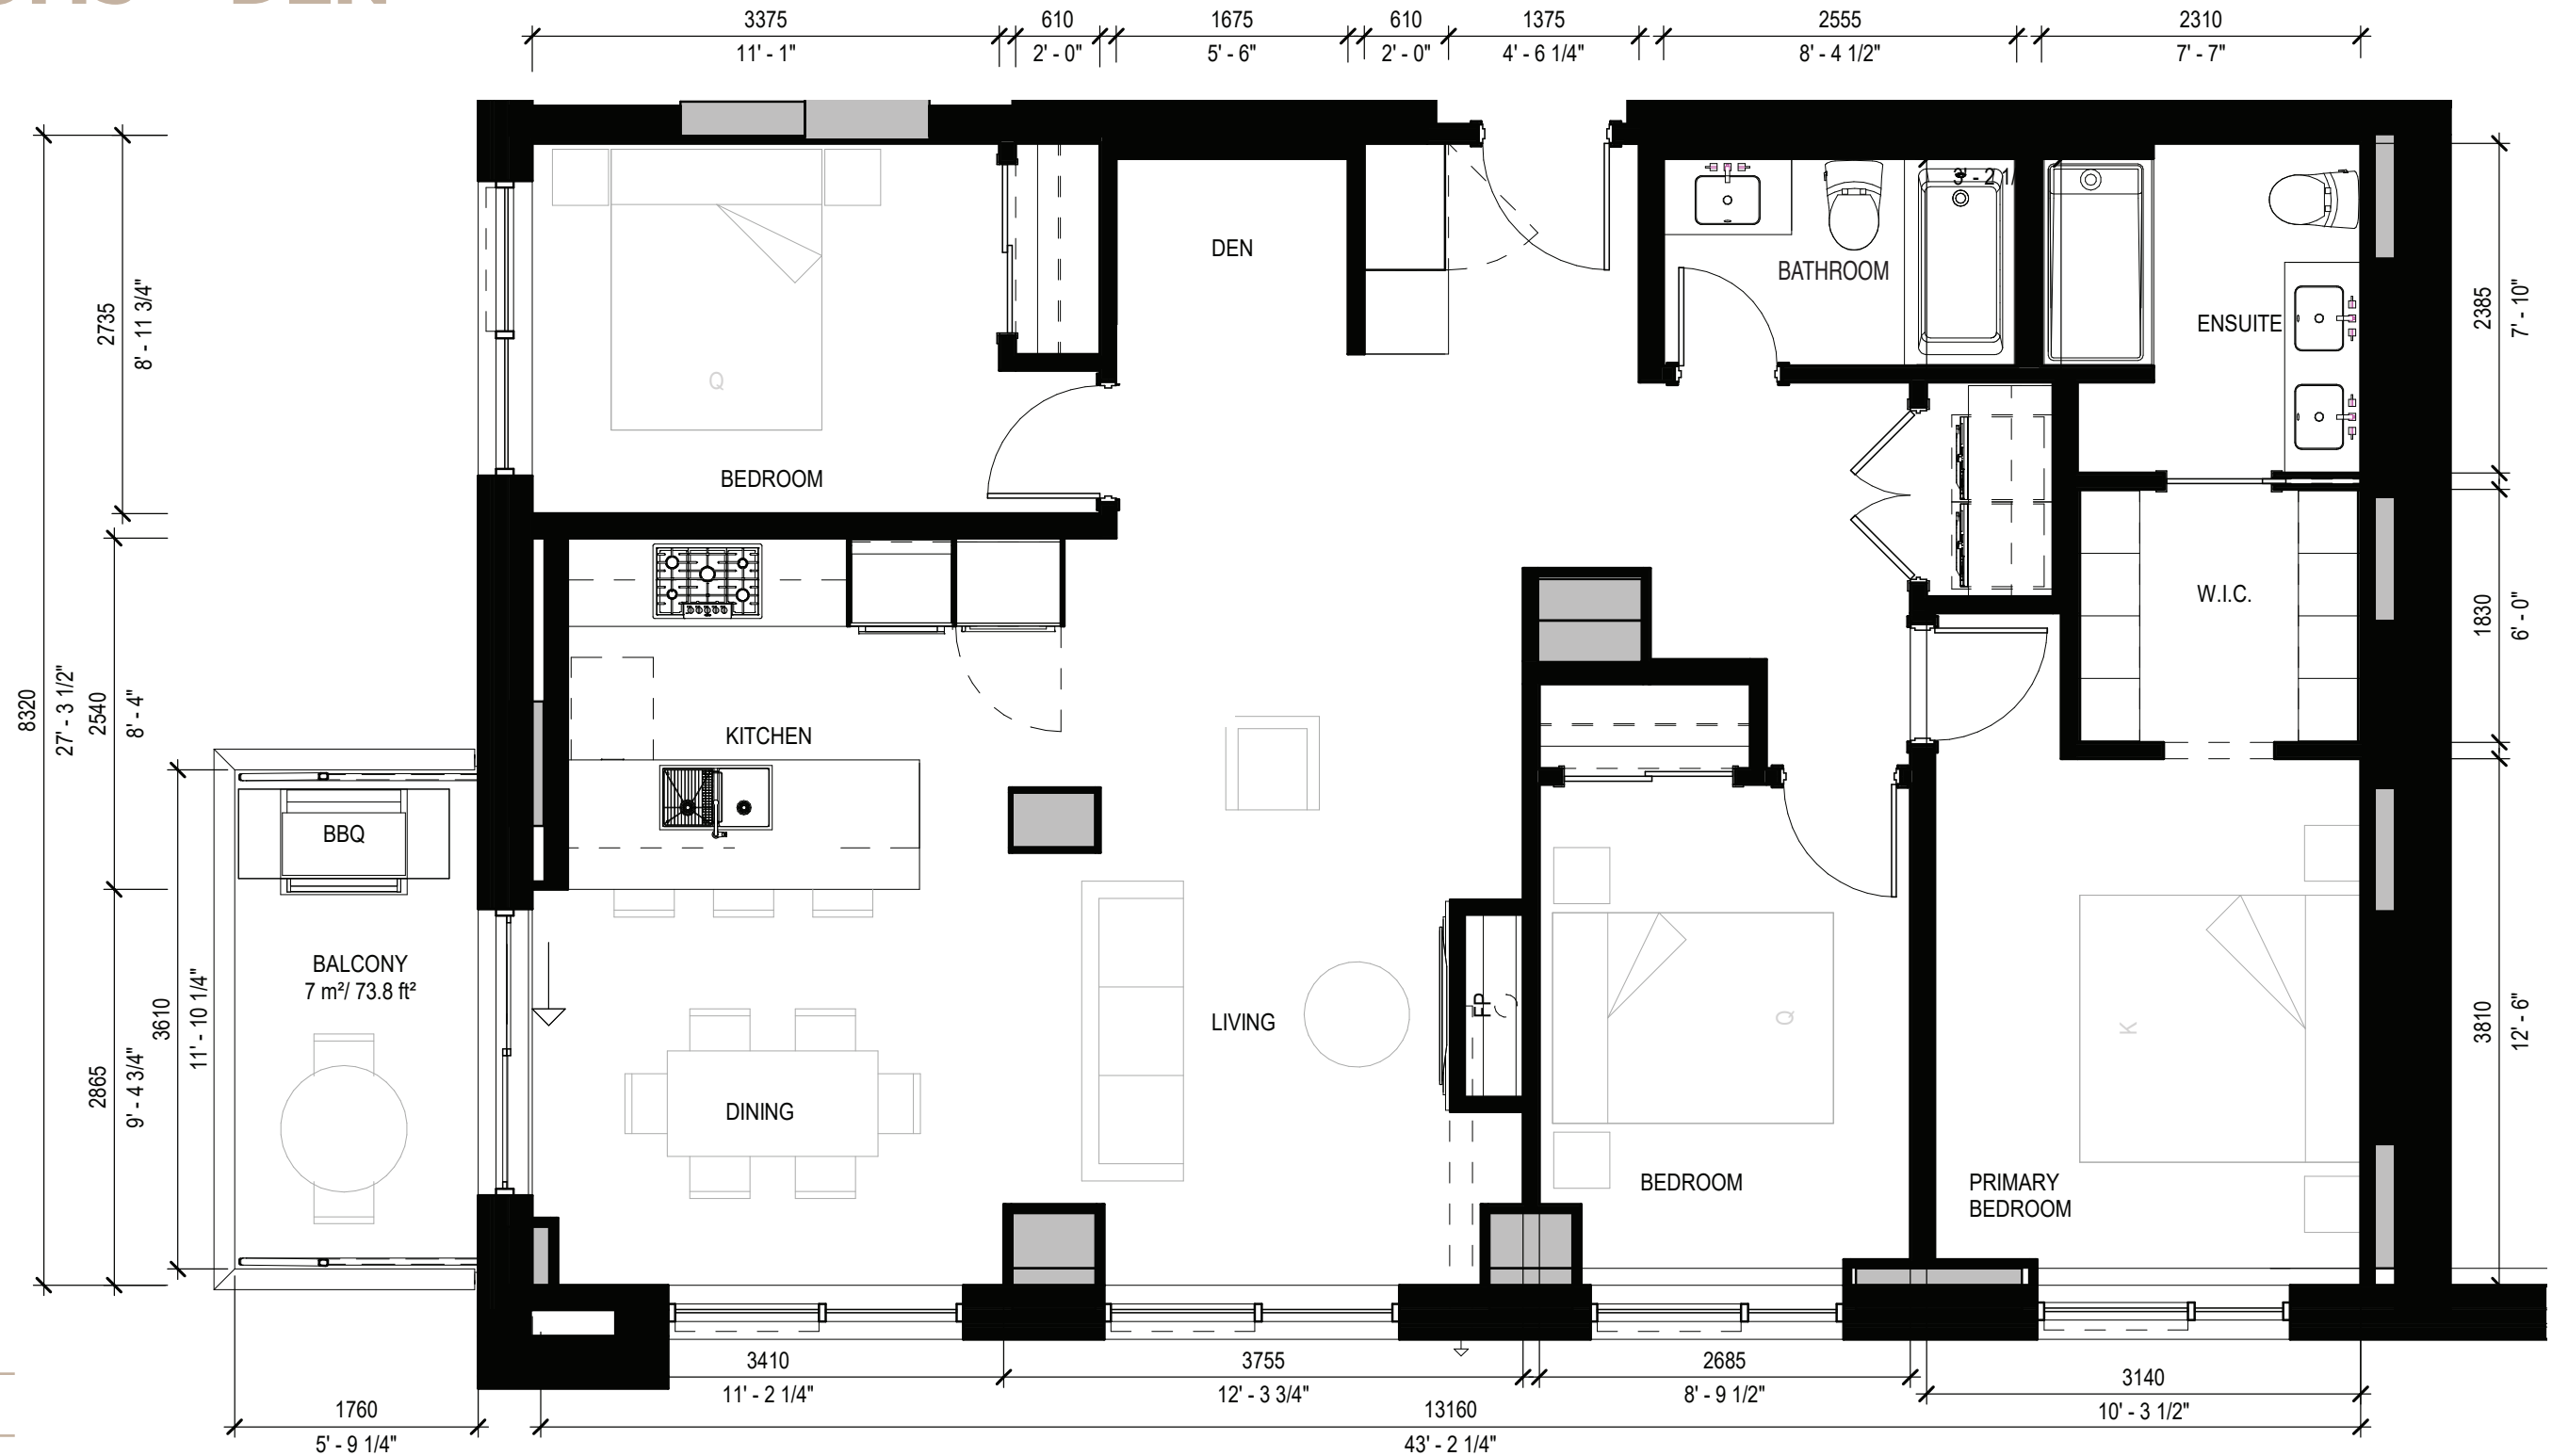 DEN
3375 610 1675 610 1375 2555 2310
11' - 1" 2' - 0" 5' - 6" 2' - 0" 4' - 6 1/4" 8' - 4 1/2" 7' - 7"
2735
8' - 11 3/4"
8320
27' - 3 1/2"
2540
8' - 4"
2865
9' - 4 3/4"
3610
11' - 10 1/4"
DEN
BATHROOM
ENSUITE
Q
BEDROOM
W.I.C.
KITCHEN
BBQ
BALCONY
7 m²/ 73.8 ft²
LIVING
FP
Q
K
DINING
BEDROOM
PRIMARY
BEDROOM
2385
7' - 10"
1830
6' - 0"
3810
12' - 6"
3410 3755 2685 3140
11' - 2 1/4" 12' - 3 3/4" 8' - 9 1/2" 10' - 3 1/2"
1760 13160
5' - 9 1/4" 43' - 2 1/4"